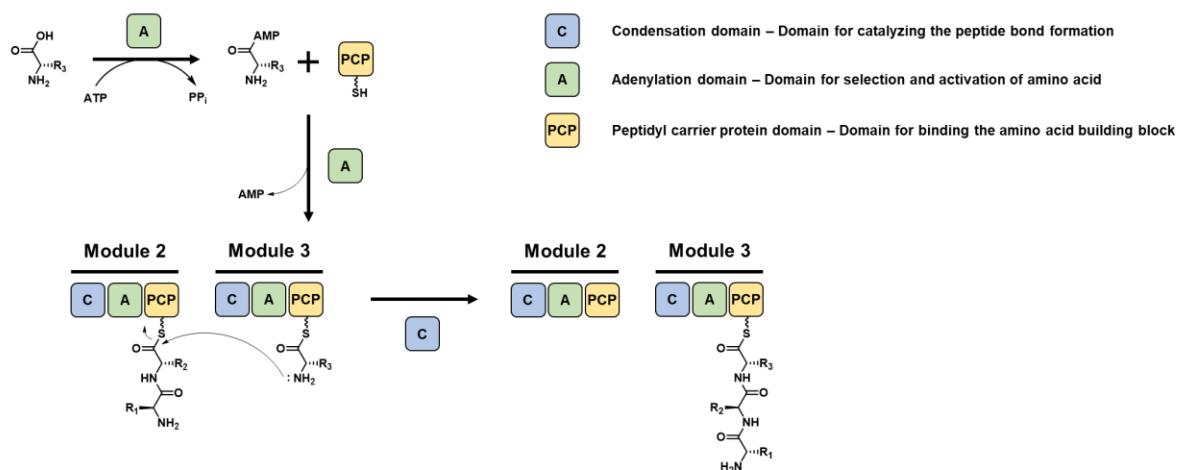 OH
O
R3
NH2
A
ATP
PPi
AMP
O
R3
NH2
+
PCP
SH
C
Condensation domain – Domain for catalyzing the peptide bond formation
A
Adenylation domain – Domain for selection and activation of amino acid
PCP
Peptidyl carrier protein domain – Domain for binding the amino acid building block
A
AMP
Module 2
Module 3
C A PCP
S
O
R2
HN
O
R1
NH2
C A PCP
S
O
R3
:NH2
C
Module 2
Module 3
C A PCP
C A PCP
S
O
R3
NH
O
R2
NH
O
R1
H2N